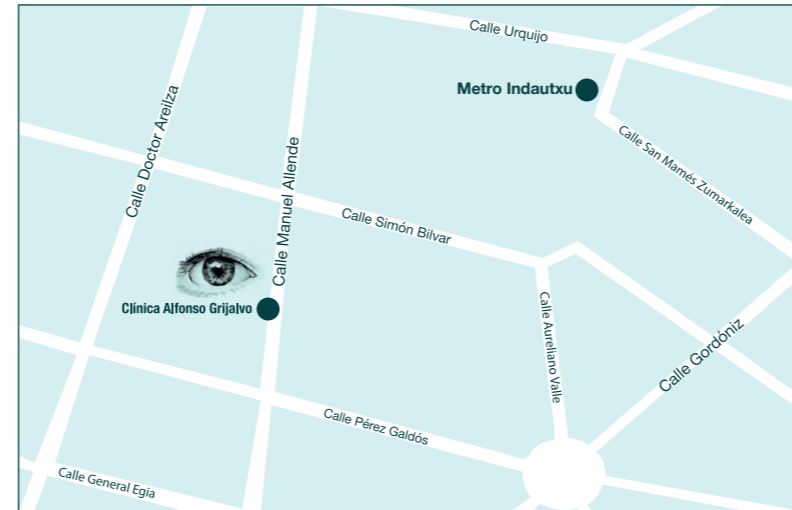 Calle Urquijo
Metro Indautxu
Calle Doctor Areilza
Calle Manuel Allende
Calle San Mamés Zumarkalea
Calle Simón Bilvar
Clínica Alfonso Grijalvo
Calle Aureliano Valle
Calle Gordóniz
Calle Pérez Galdós
Calle General Egia